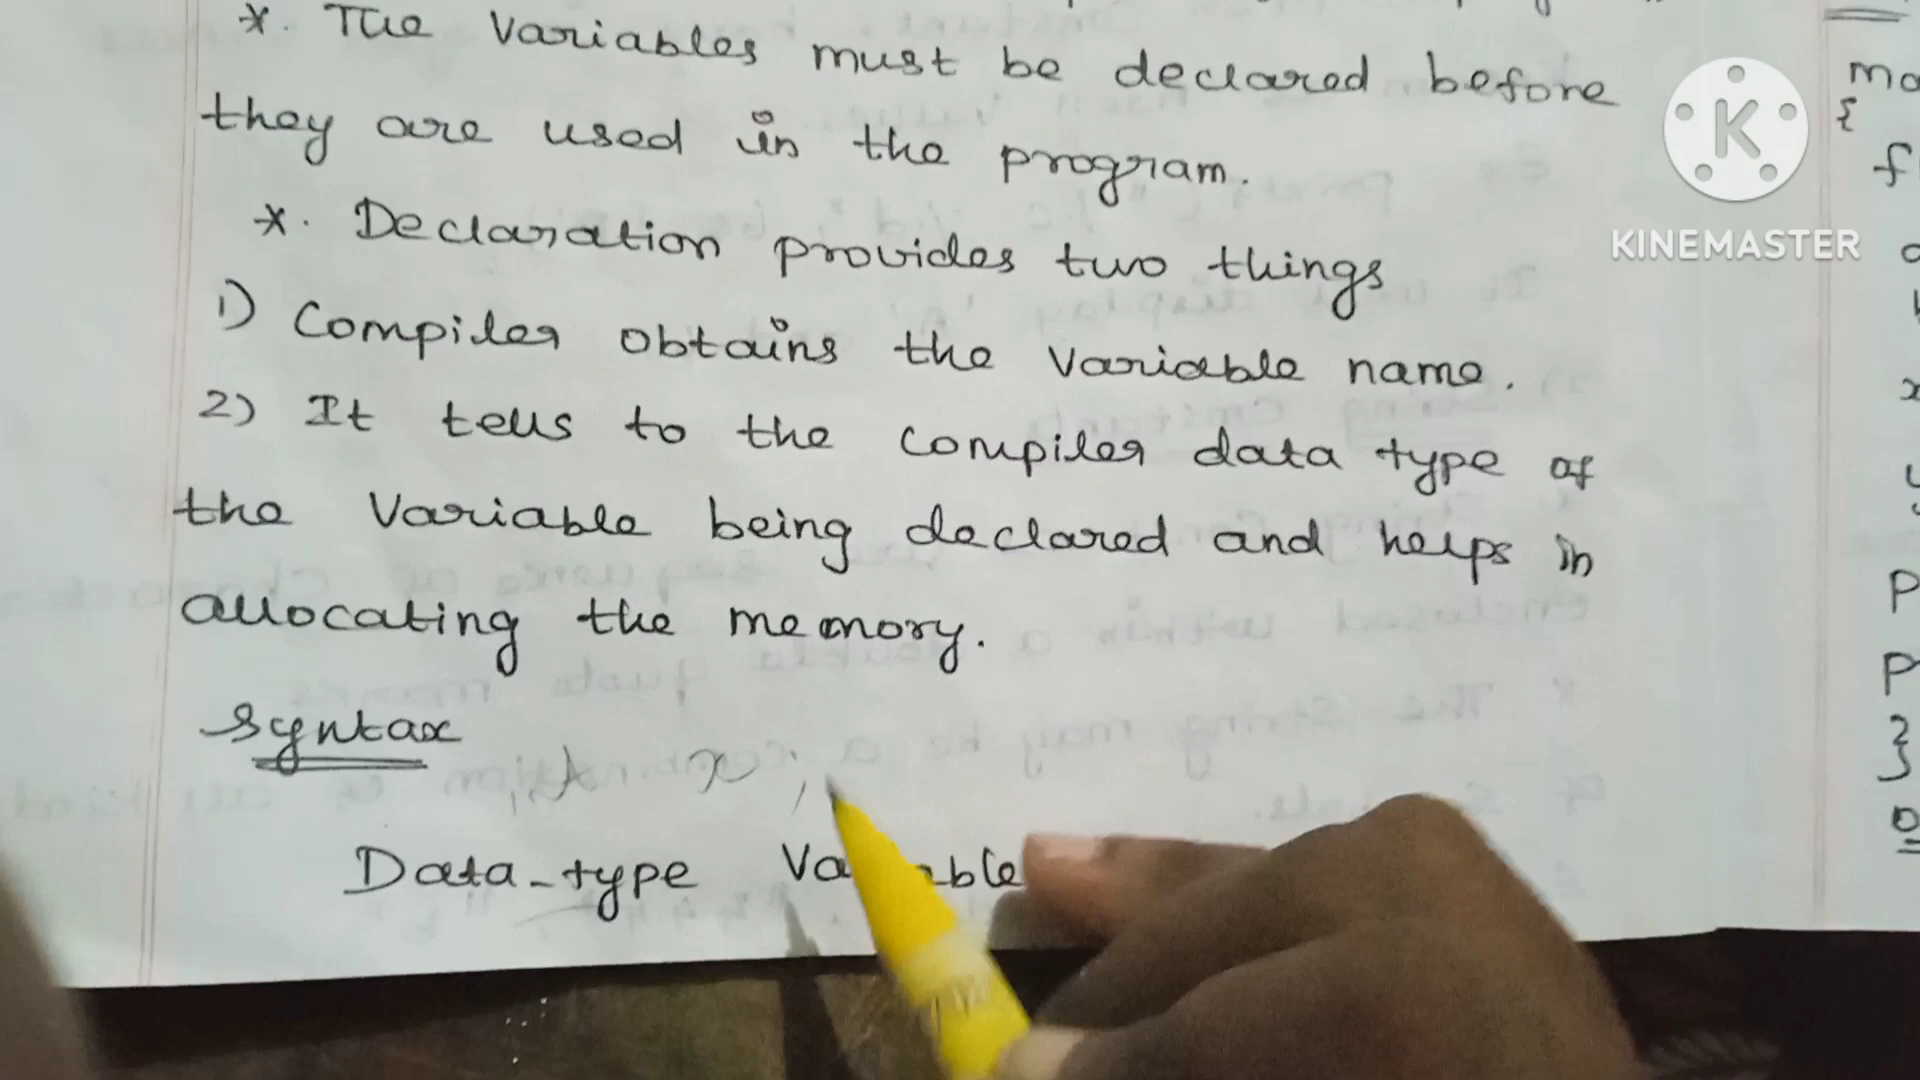 *. The Variables must be declared before
they are used in the program.
*. Declaration provides two things
1) Compiler obtains the variable name.
2) It tells to the compiler data type of
the Variable being declared and helps in
allocating the memory.
Syntax
int x ;
Data-type
KINEMASTER